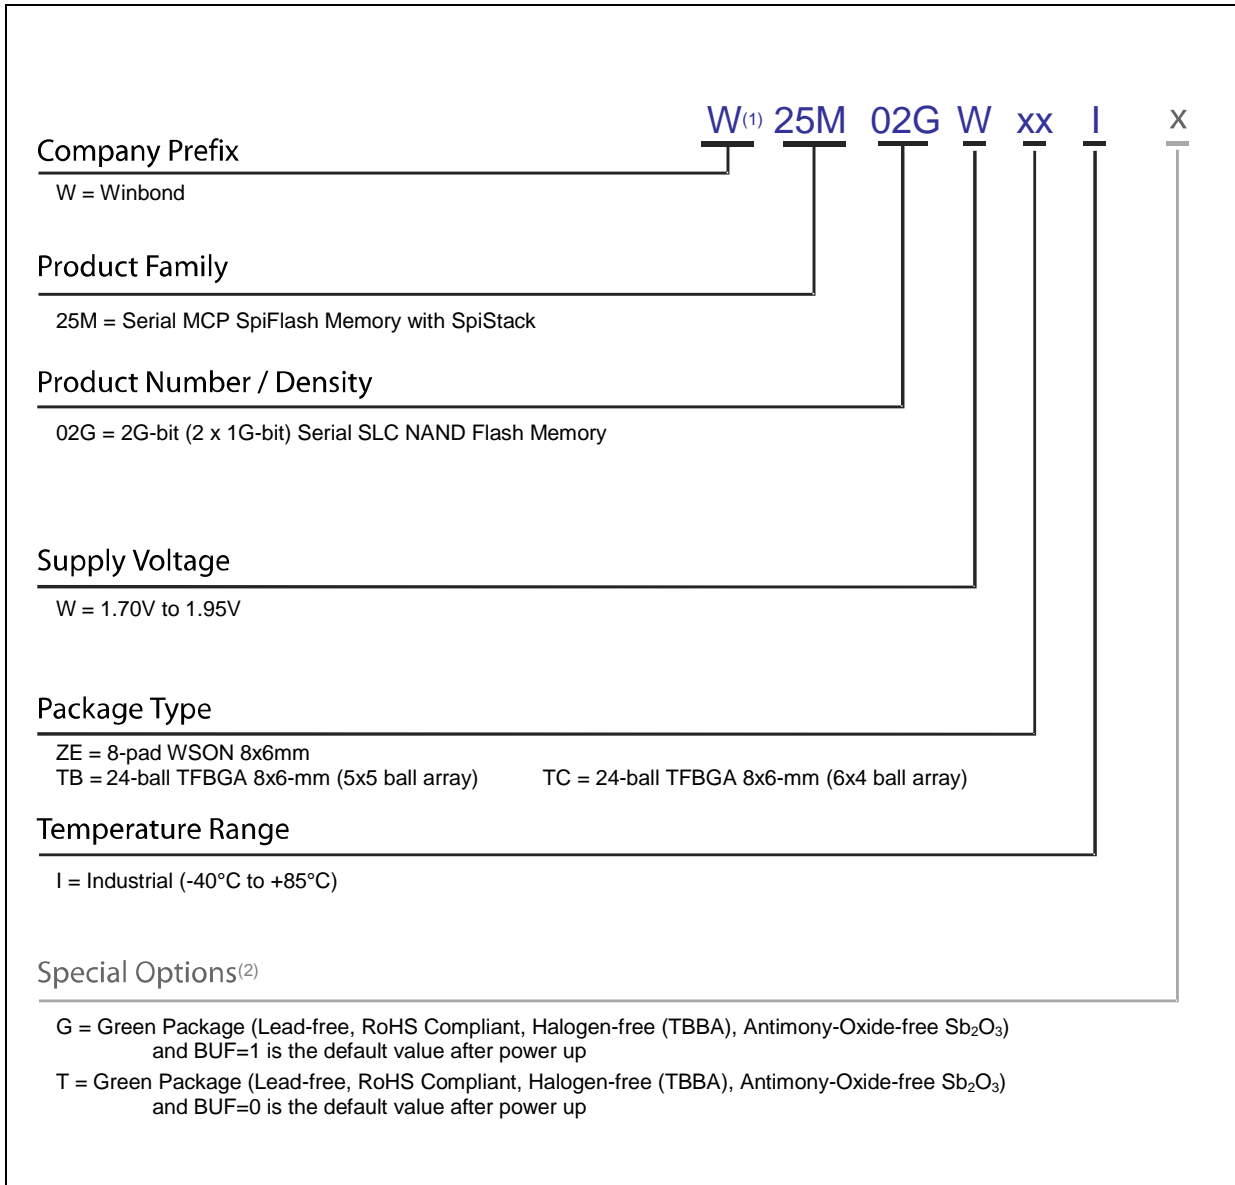 W(1) 25M 02G W xx I x
Company Prefix
W = Winbond
Product Family
25M = Serial MCP SpiFlash Memory with SpiStack
Product Number / Density
02G = 2G-bit (2 x 1G-bit) Serial SLC NAND Flash Memory
Supply Voltage
W = 1.70V to 1.95V
Package Type
ZE = 8-pad WSON 8x6mm
TB = 24-ball TFBGA 8x6-mm (5x5 ball array) TC = 24-ball TFBGA 8x6-mm (6x4 ball array)
Temperature Range
I = Industrial (-40°C to +85°C)
Special Options(2)
G = Green Package (Lead-free, RoHS Compliant, Halogen-free (TBBA), Antimony-Oxide-free Sb₂O₃)
and BUF=1 is the default value after power up
T = Green Package (Lead-free, RoHS Compliant, Halogen-free (TBBA), Antimony-Oxide-free Sb₂O₃)
and BUF=0 is the default value after power up